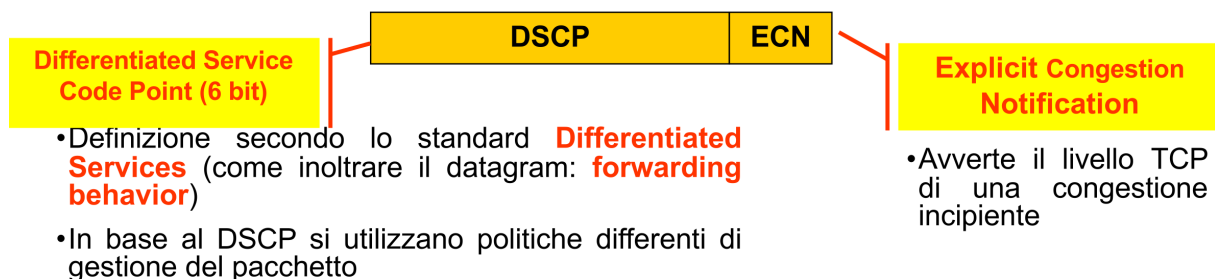 DSCP
ECN
Differentiated Service
Code Point (6 bit)
•Definizione secondo lo standard Differentiated
Services (come inoltrare il datagram: forwarding
behavior)
•In base al DSCP si utilizzano politiche differenti di
gestione del pacchetto
Explicit Congestion
Notification
•Avverte il livello TCP
di una congestione
incipiente